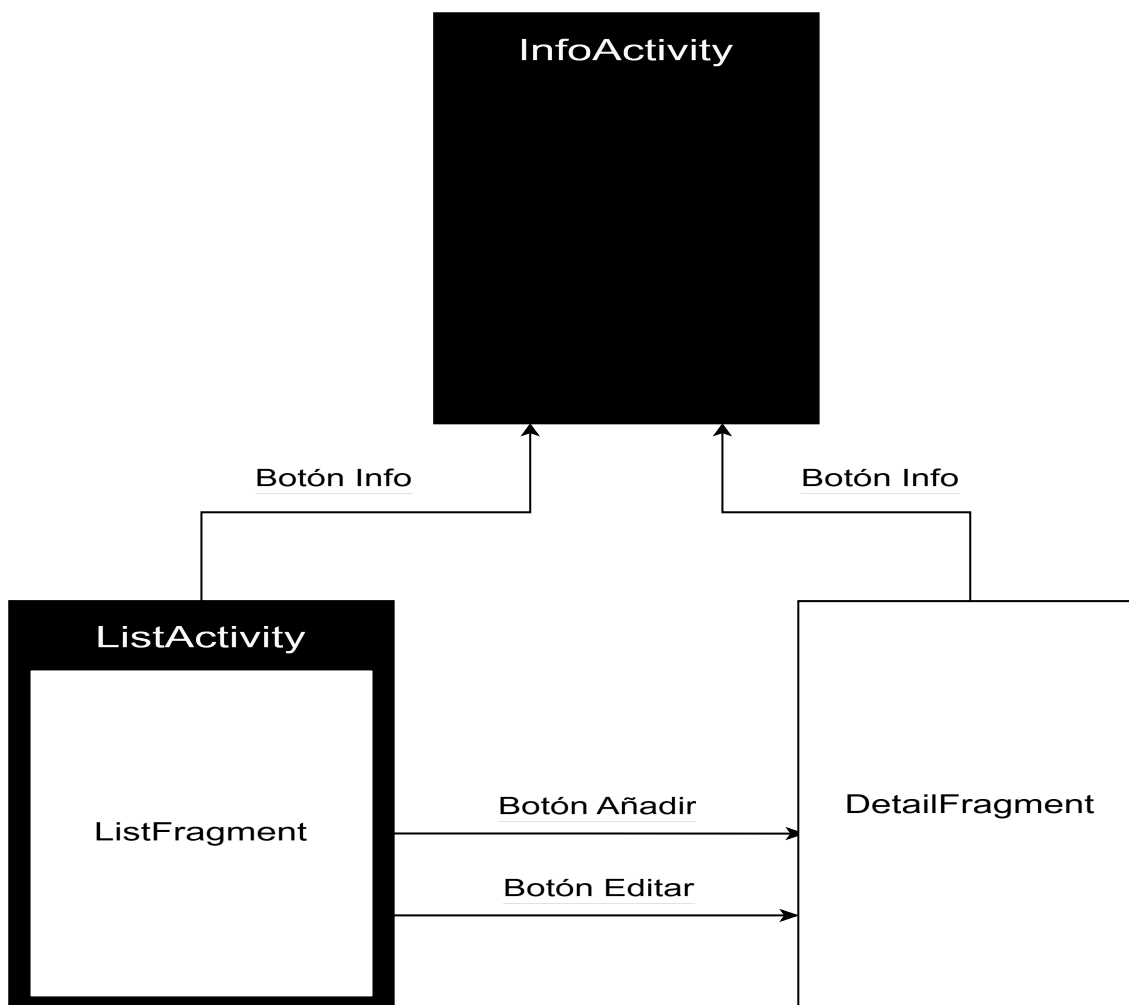 InfoActivity
Botón Info
Botón Info
ListActivity
ListFragment
Botón Añadir
DetailFragment
Botón Editar